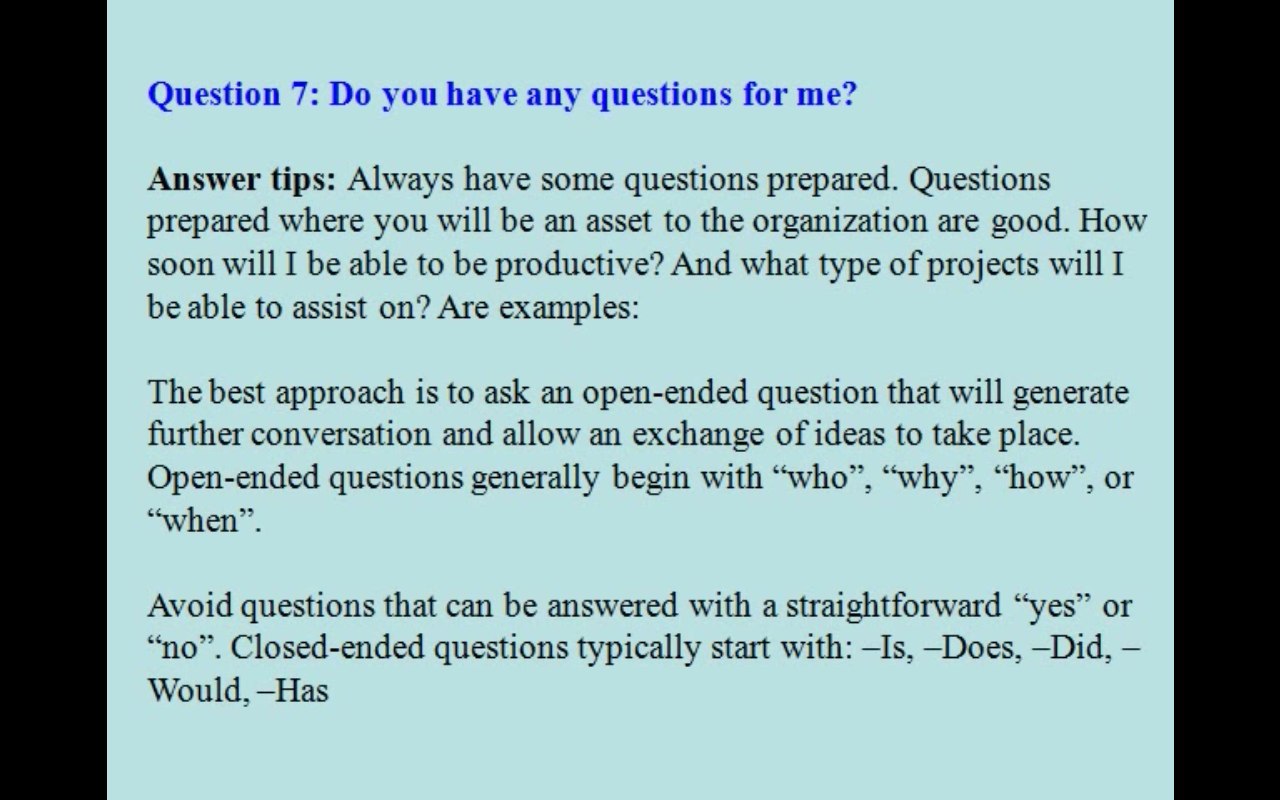 Question 7: Do you have any questions for me?
Answer tips: Always have some questions prepared. Questions
prepared where you will be an asset to the organization are good. How
soon will I be able to be productive? And what type of projects will I
be able to assist on? Are examples:
The best approach is to ask an open-ended question that will generate
further conversation and allow an exchange of ideas to take place.
Open-ended questions generally begin with “who”, “why”, “how”, or
“when”.
Avoid questions that can be answered with a straightforward “yes” or
“no”. Closed-ended questions typically start with: –Is, –Does, –Did, –
Would, –Has